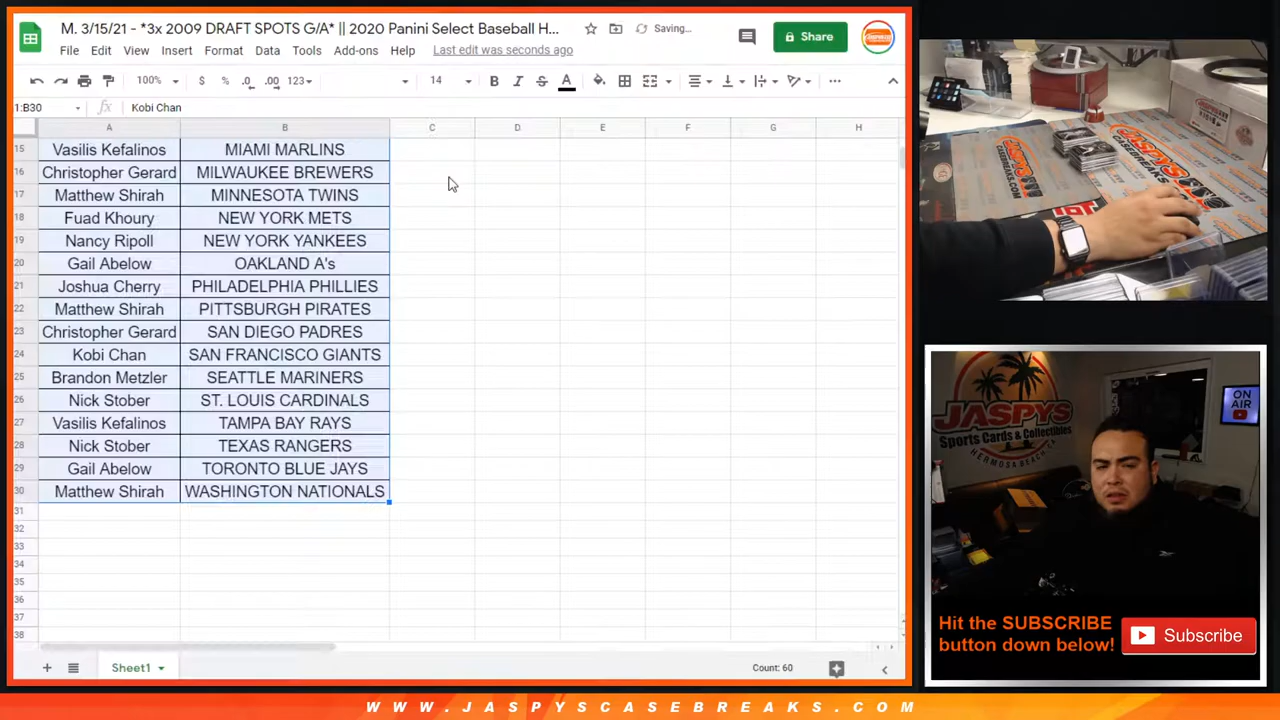 M. 3/15/21 - *3x 2009 DRAFT SPOTS G/A* || 2020 Panini Select Baseball H...
Saving...
Share
File Edit View Insert Format Data Tools Add-ons Help Last edit was seconds ago
100% $ % .0 .00 123 14 B I S A
1:B30 fx Kobi Chan
A B C D E F G H
15 Vasilis Kefalinos MIAMI MARLINS
16 Christopher Gerard MILWAUKEE BREWERS
17 Matthew Shirah MINNESOTA TWINS
18 Fuad Khoury NEW YORK METS
19 Nancy Ripoll NEW YORK YANKEES
20 Gail Abelow OAKLAND A's
21 Joshua Cherry PHILADELPHIA PHILLIES
22 Matthew Shirah PITTSBURGH PIRATES
23 Christopher Gerard SAN DIEGO PADRES
24 Kobi Chan SAN FRANCISCO GIANTS
25 Brandon Metzler SEATTLE MARINERS
26 Nick Stober ST. LOUIS CARDINALS
27 Vasilis Kefalinos TAMPA BAY RAYS
28 Nick Stober TEXAS RANGERS
29 Gail Abelow TORONTO BLUE JAYS
30 Matthew Shirah WASHINGTON NATIONALS
31
32
33
34
35
36
37
38
Sheet1
Count: 60
JASPYS
CASEBREAKS.COM
JASPYS
Sports Cards & Collectibles
HERMOSA BEACH, CA
ON
AIR
Hit the SUBSCRIBE
button down below!
Subscribe
WWW.JASPYSCASEBREAKS.COM